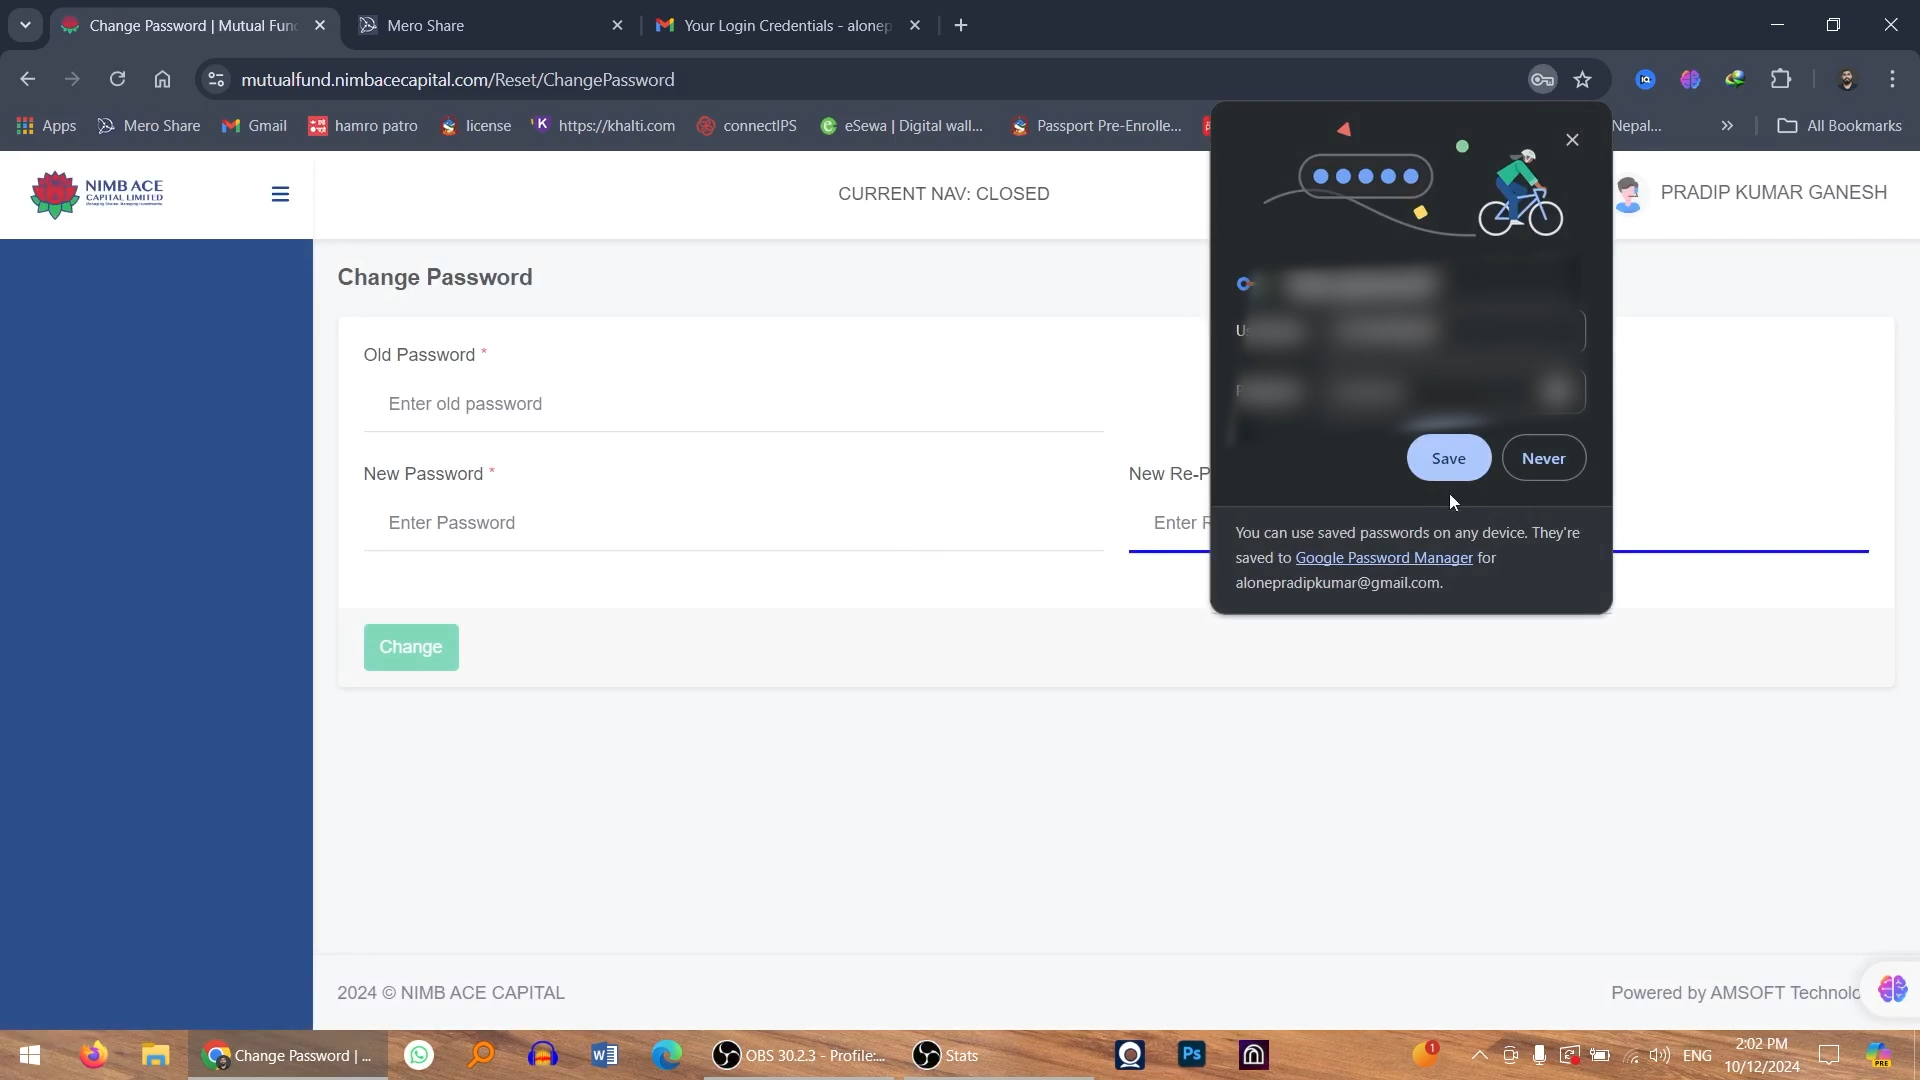 Change Password | Mutual Fund
Mero Share
Your Login Credentials - alonep
mutualfund.nimbacecapital.com/Reset/ChangePassword
Apps
Mero Share
Gmail
hamro patro
license
https://khalti.com
connectIPS
eSewa | Digital wall...
Passport Pre-Enrolle...
Nepal...
All Bookmarks
NIMB ACE
CAPITAL LIMITED
CURRENT NAV: CLOSED
PRADIP KUMAR GANESH
Change Password
Old Password *
Enter old password
New Password *
New Re-P
Enter Password
Enter R
Save
Never
You can use saved passwords on any device. They're
saved to Google Password Manager for
alonepradipkumar@gmail.com.
Change
2024 © NIMB ACE CAPITAL
Powered by AMSOFT Technolo
Change Password | ...
OBS 30.2.3 - Profile:...
Stats
Ps
1
ENG
2:02 PM
10/12/2024
PRE